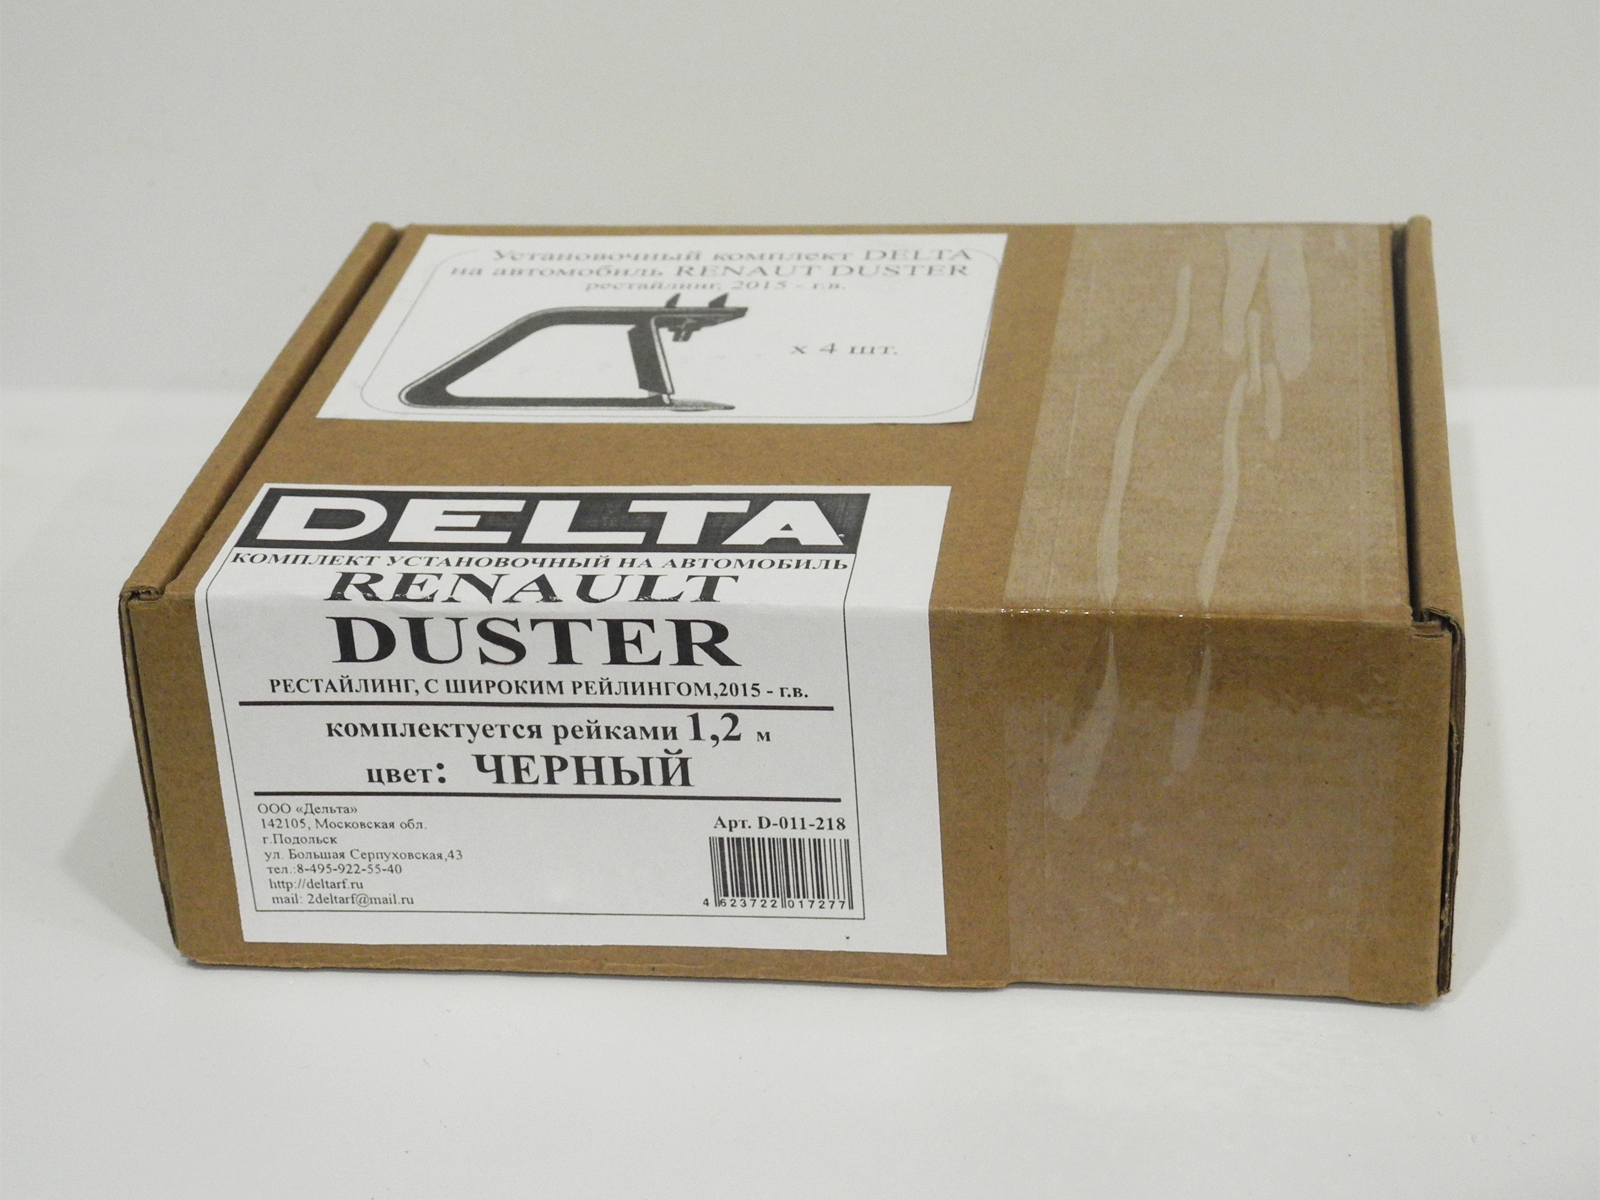 Установочный комплект DELTA
на автомобиль RENAUT DUSTER
рестайлинг, 2015 - г.в.
х 4 шт.
DELTA
КОМПЛЕКТ УСТАНОВОЧНЫЙ НА АВТОМОБИЛЬ
RENAULT
DUSTER
РЕСТАЙЛИНГ, С ШИРОКИМ РЕЙЛИНГОМ,2015 - г.в.
комплектуется рейками 1,2 м
цвет: ЧЕРНЫЙ
ООО «Дельта»
142105, Московская обл.
г.Подольск
ул. Большая Серпуховская,43
тел.:8-495-922-55-40
http://deltarf.ru
mail: 2deltarf@mail.ru
Арт. D-011-218
4 623722 017277